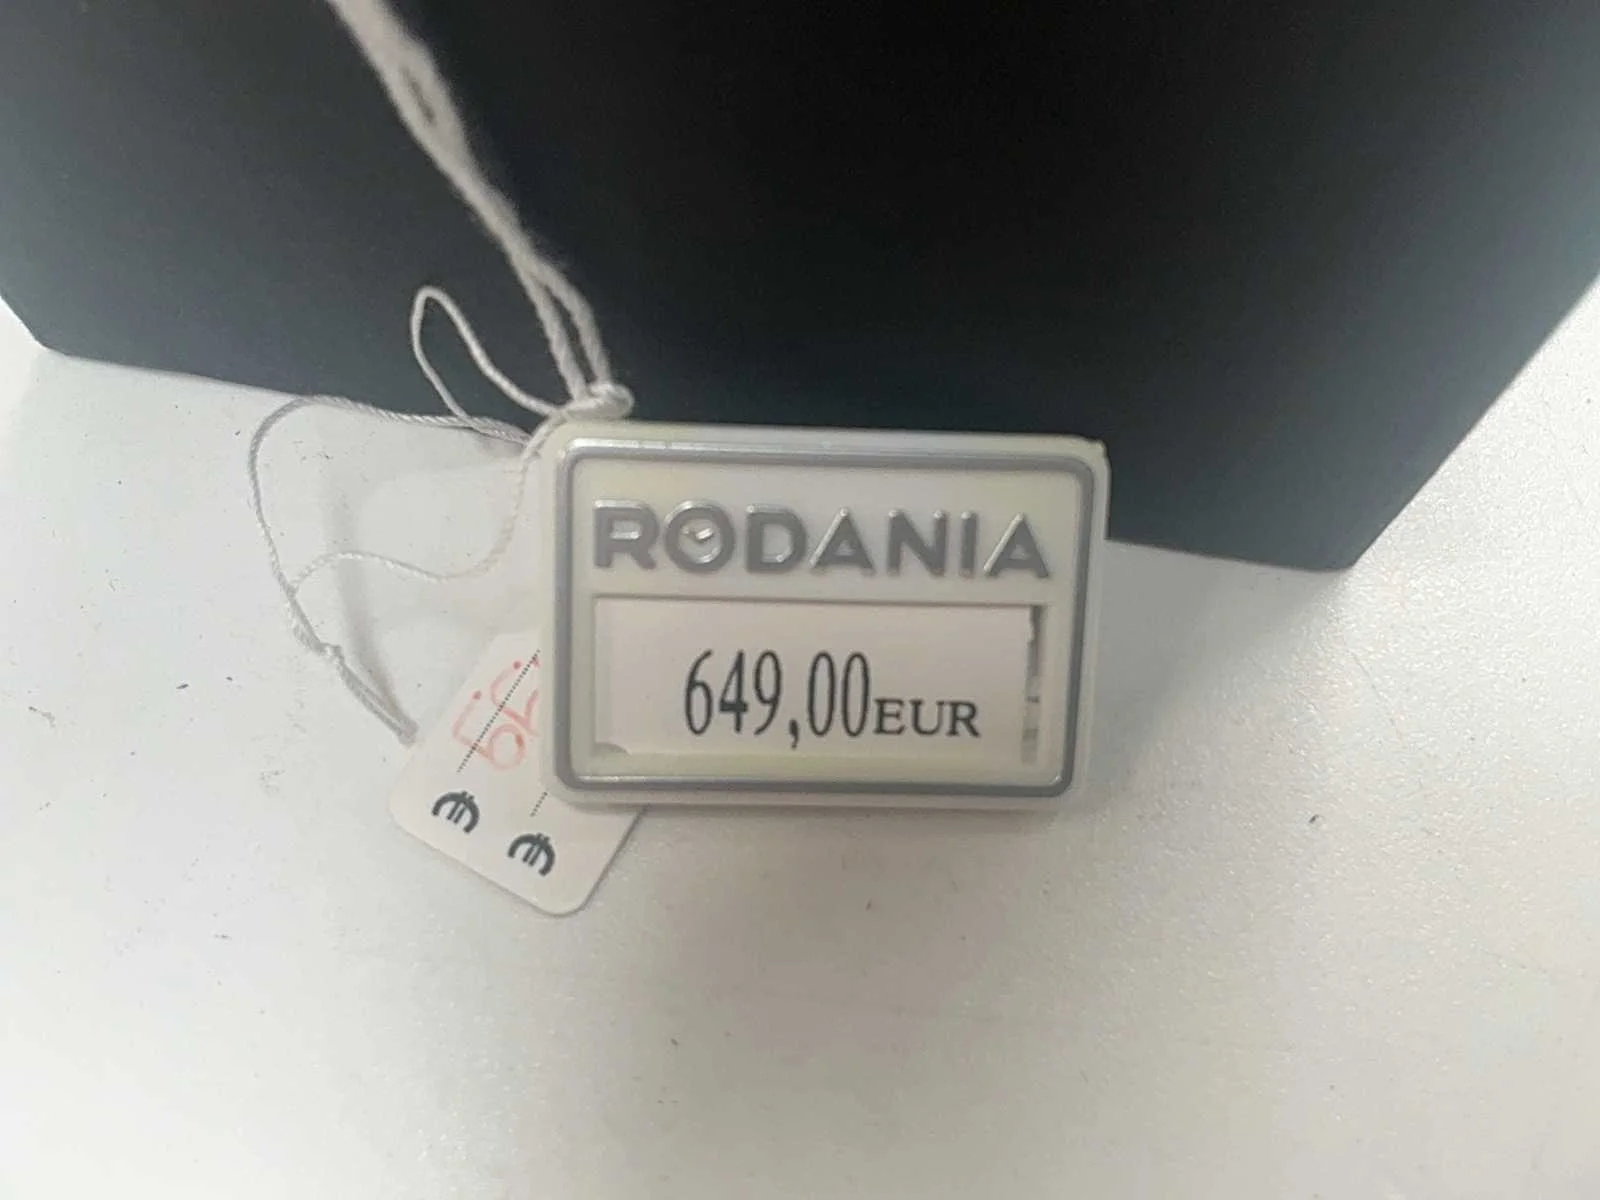 RODANIA
649,00EUR
€
€